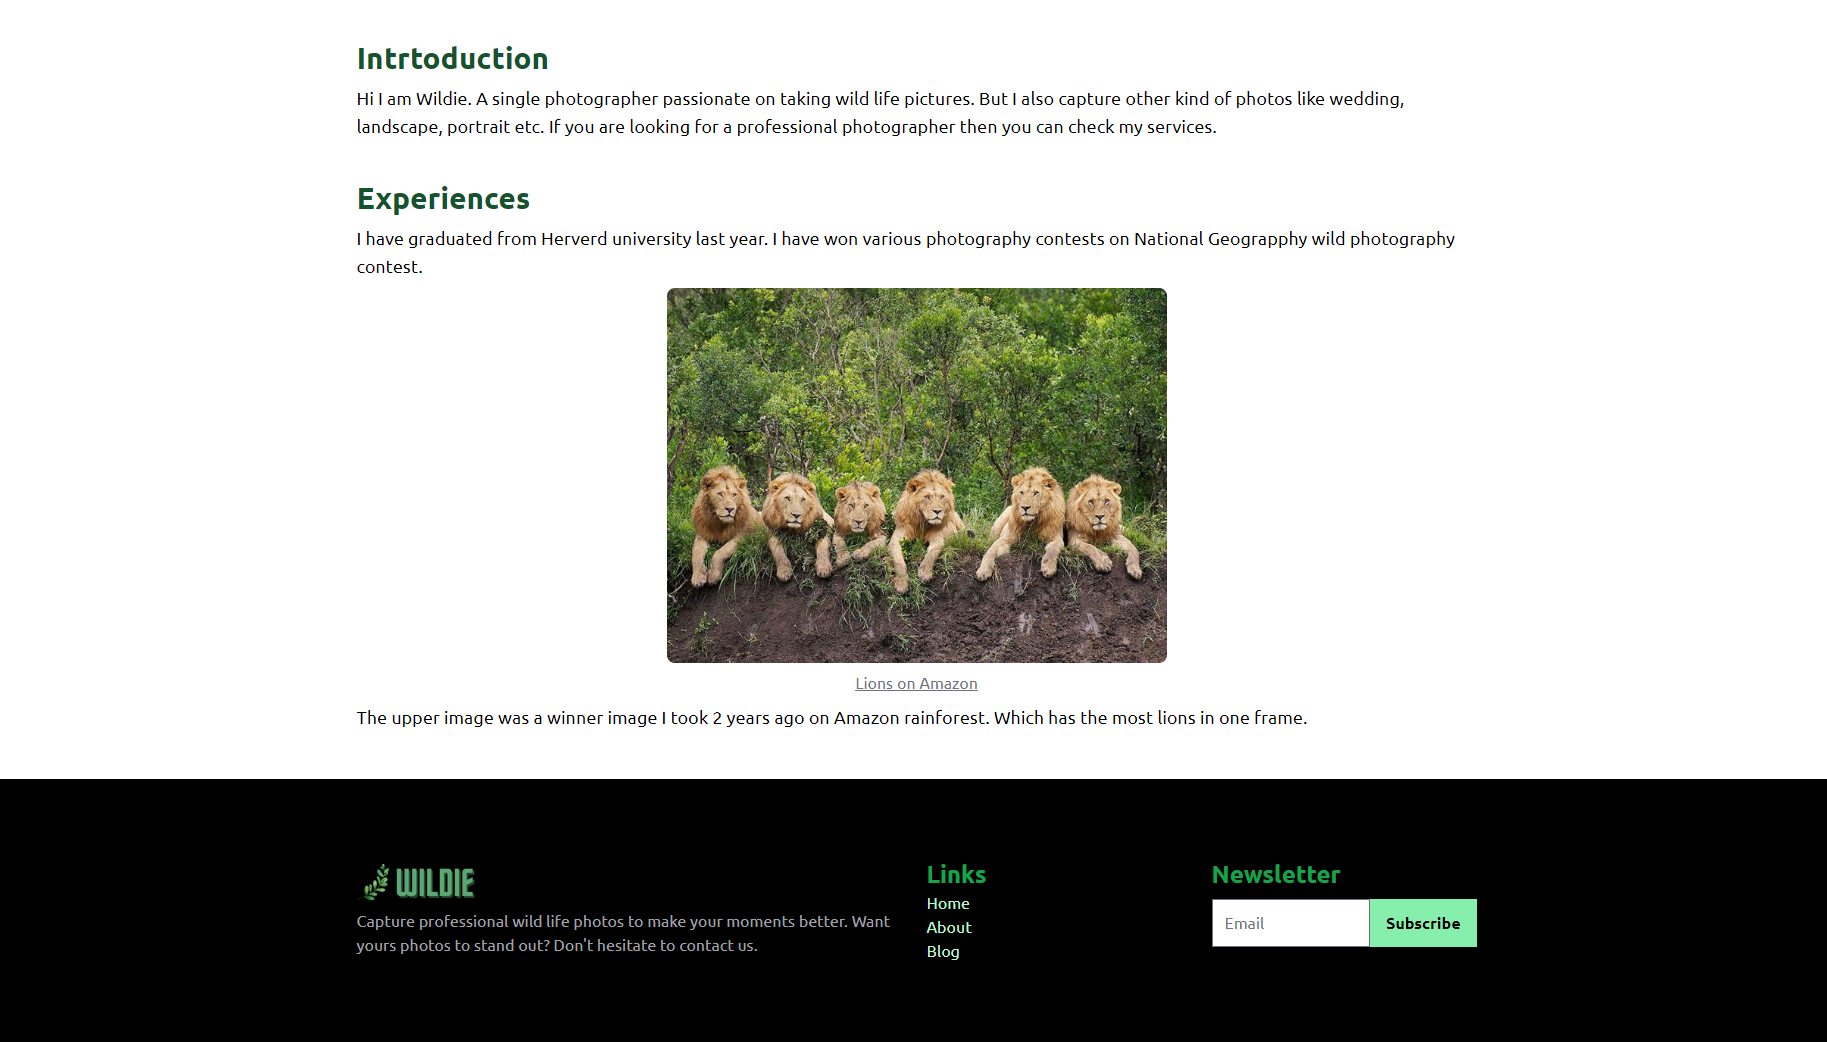 Intrtoduction
Hi I am Wildie. A single photographer passionate on taking wild life pictures. But I also capture other kind of photos like wedding,
landscape, portrait etc. If you are looking for a professional photographer then you can check my services.
Experiences
I have graduated from Herverd university last year. I have won various photography contests on National Geograpphy wild photography
contest.
Lions on Amazon
The upper image was a winner image I took 2 years ago on Amazon rainforest. Which has the most lions in one frame.
WILDIE
Capture professional wild life photos to make your moments better. Want
yours photos to stand out? Don't hesitate to contact us.
Links
Home
About
Blog
Newsletter
Email
Subscribe